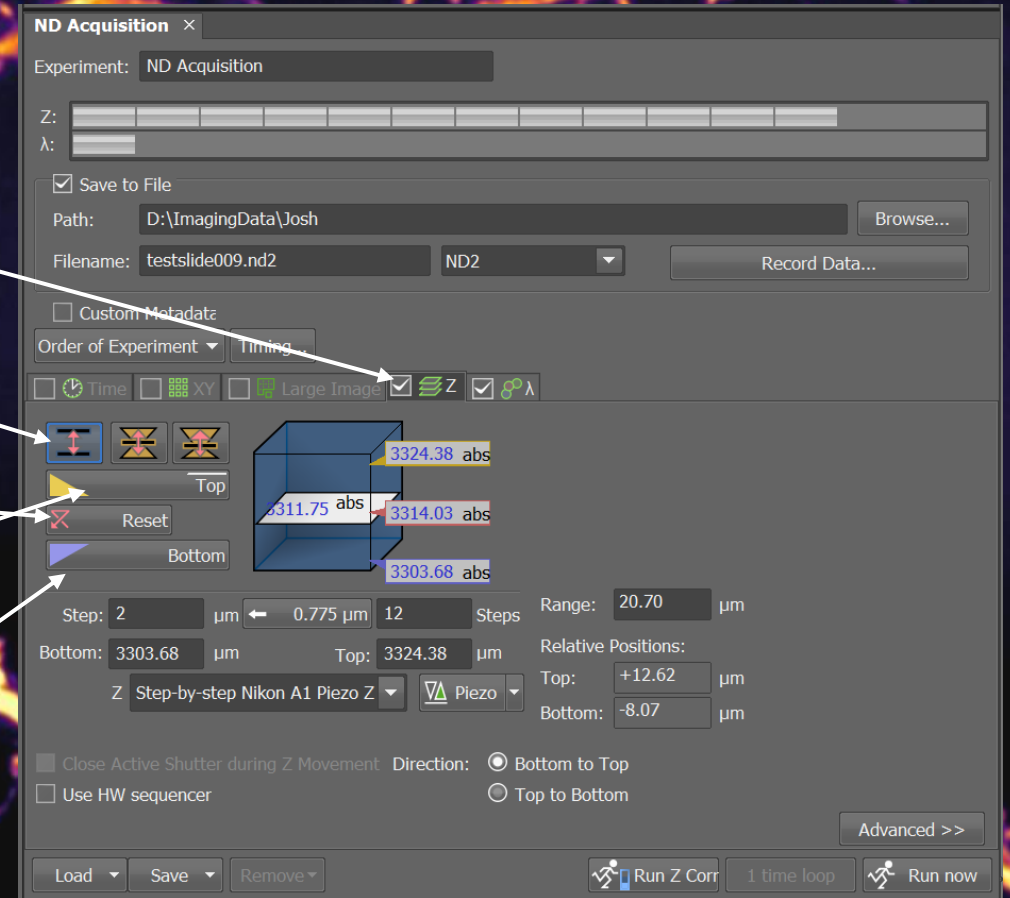 ND Acquisition ×
Experiment: ND Acquisition
Z:
λ:
Save to File
Path: D:\ImagingData\Josh Browse...
Filename: testslide009.nd2 ND2 Record Data...
Custom Metadata
Order of Experiment Timing...
Time XY Large Image Z λ
3324.38 abs
Top
3311.75 abs 3314.03 abs
Reset
Bottom
3303.68 abs
Step: 2 µm 0.775 µm 12 Steps Range: 20.70 µm
Bottom: 3303.68 µm Top: 3324.38 µm Relative Positions:
Z Step-by-step Nikon A1 Piezo Z Piezo Top: +12.62 µm
Bottom: -8.07 µm
Close Active Shutter during Z Movement Direction: Bottom to Top
Use HW sequencer Top to Bottom
Advanced >>
Load Save Remove Run Z Corr 1 time loop Run now